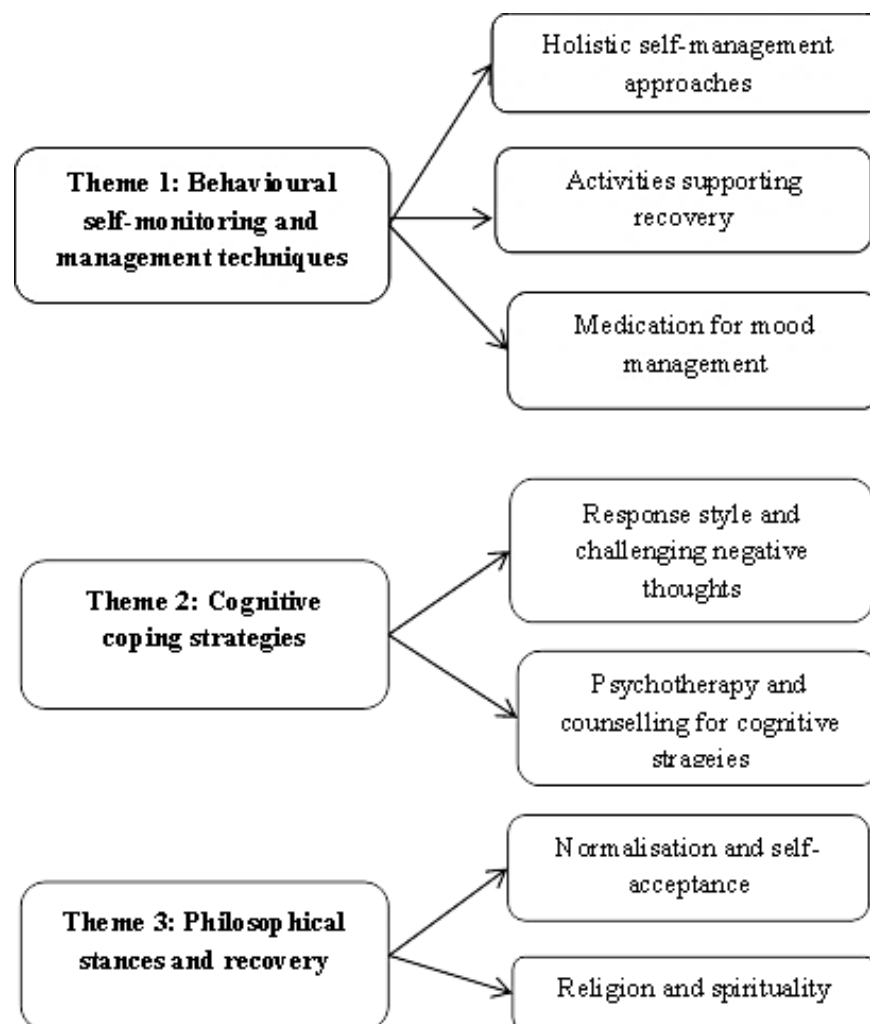 Holistic self-management
approaches
Theme 1: Behavioural
self-monitoring and
management techniques
Activities supporting
recovery
Medication for mood
management
Response style and
challenging negative
thoughts
Theme 2: Cognitive
coping strategies
Psychotherapy and
counselling for cognitive
strageies
Normalisation and self-
acceptance
Theme 3: Philosophical
stances and recovery
Religion and spirituality